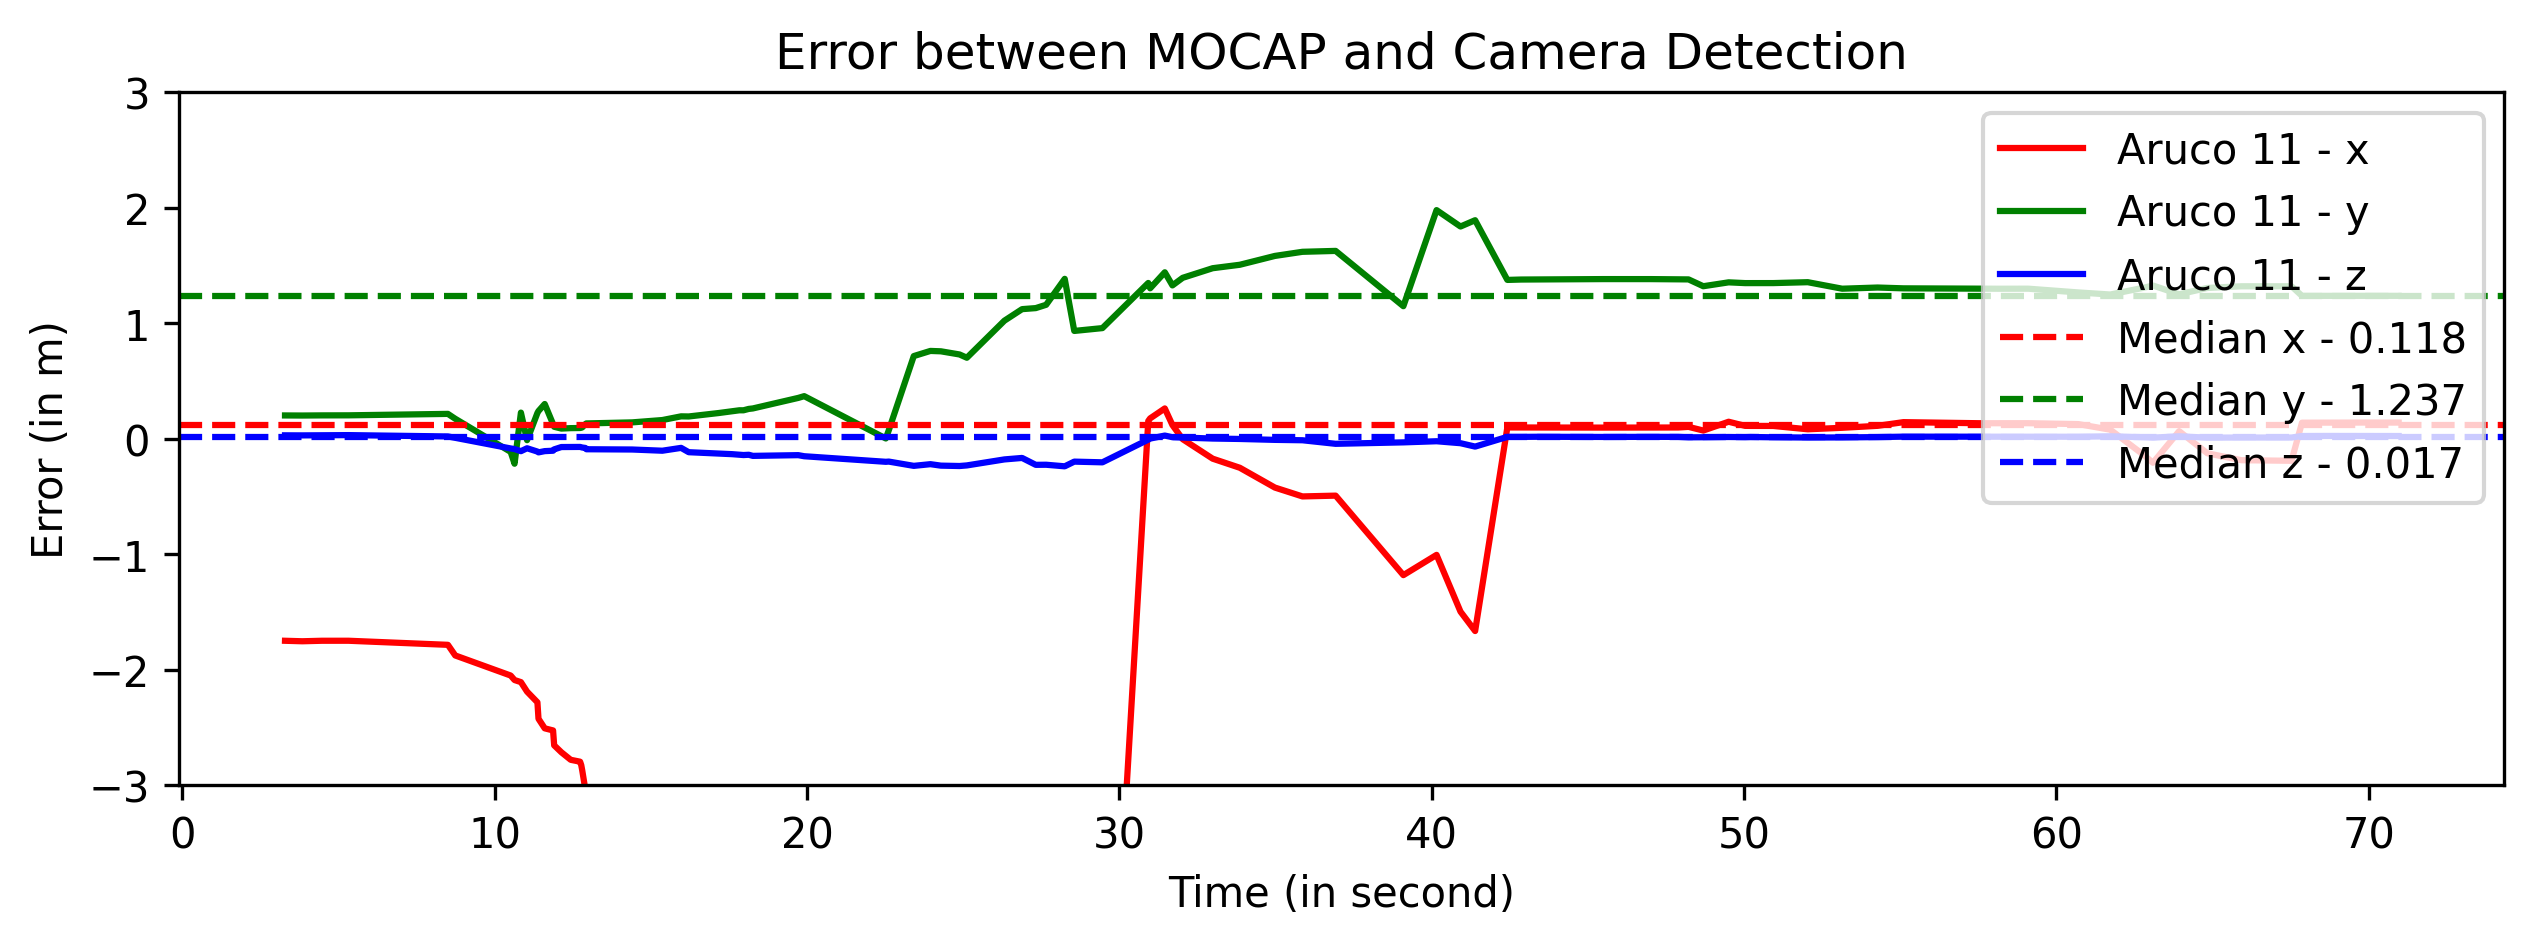 Error between MOCAP and Camera Detection
3
2
1
0
−1
−2
−3
Error (in m)
Aruco 11 - x
Aruco 11 - y
Aruco 11 - z
Median x - 0.118
Median y - 1.237
Median z - 0.017
0 10 20 30 40 50 60 70
Time (in second)